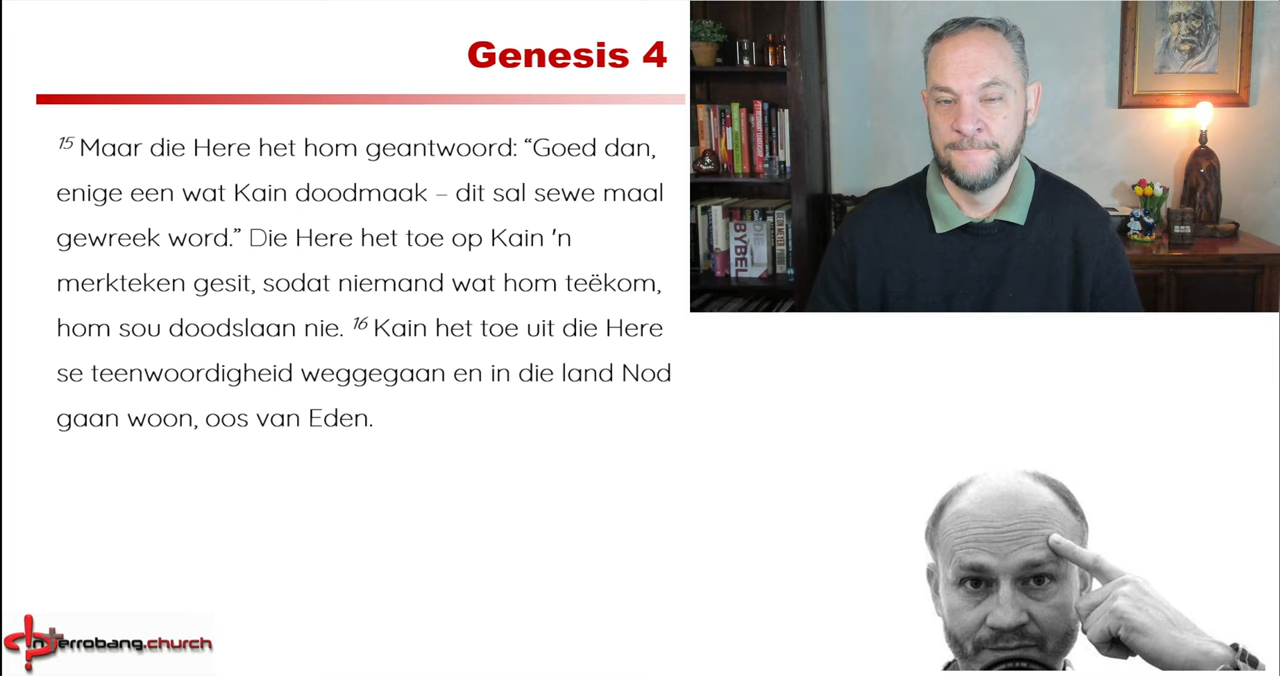 Genesis 4
15 Maar die Here het hom geantwoord: “Goed dan,
enige een wat Kain doodmaak – dit sal sewe maal
gewreek word.” Die Here het toe op Kain 'n
merkteken gesit, sodat niemand wat hom teëkom,
hom sou doodslaan nie. 16 Kain het toe uit die Here
se teenwoordigheid weggegaan en in die land Nod
gaan woon, oos van Eden.
DIE
BYBEL
interrobang.church